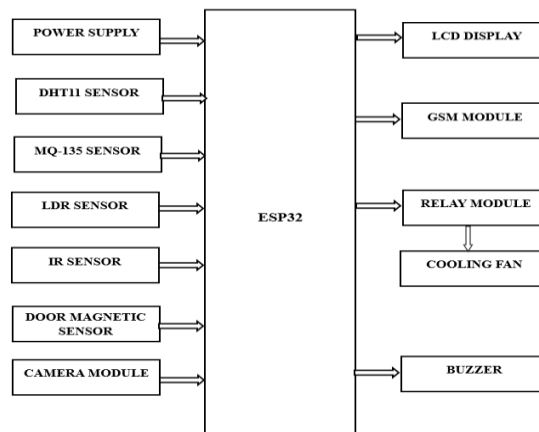 POWER SUPPLY
DHT11 SENSOR
MQ-135 SENSOR
LDR SENSOR
IR SENSOR
DOOR MAGNETIC
SENSOR
CAMERA MODULE
ESP32
LCD DISPLAY
GSM MODULE
RELAY MODULE
COOLING FAN
BUZZER